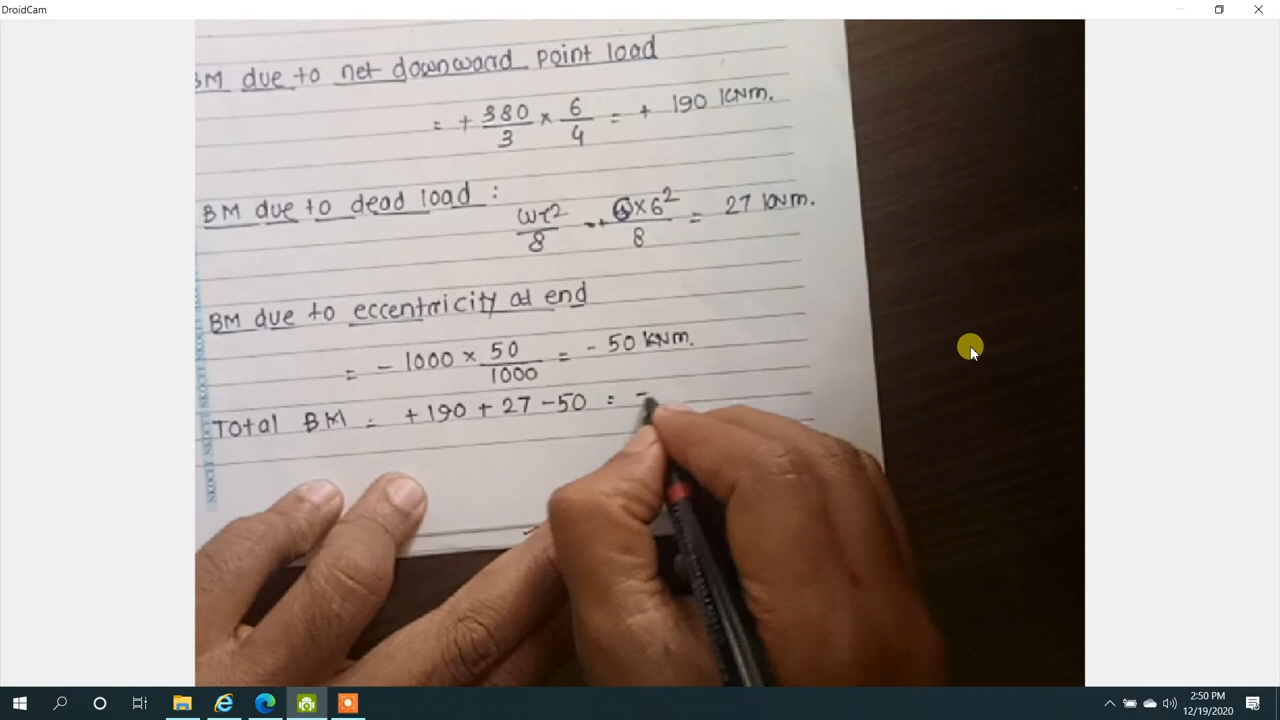 DroidCam
BM due to net downward point load
= + 380/3 × 6/4 = + 190 KNm.
BM due to dead load :
wl²/8 = + 6×6²/8 = 27 kNm.
BM due to eccentricity at end
= - 1000 × 50/1000 = - 50 kNm.
Total BM = +190 + 27 -50 =
NKOCET NKOCET
2:50 PM
12/19/2020